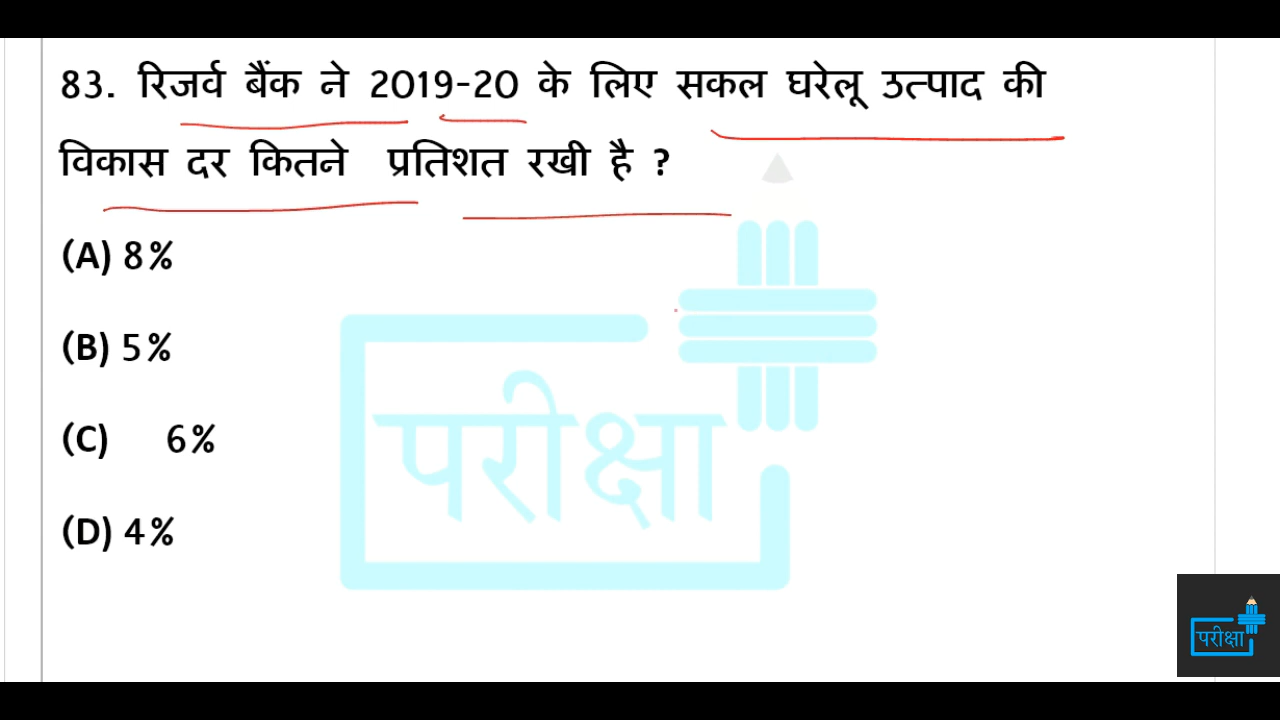 83. रिजर्व बैंक ने 2019-20 के लिए सकल घरेलू उत्पाद की
विकास दर कितने प्रतिशत रखी है ?
(A) 8%
(B) 5%
(C) 6%
(D) 4%
परीक्षा
परीक्षा